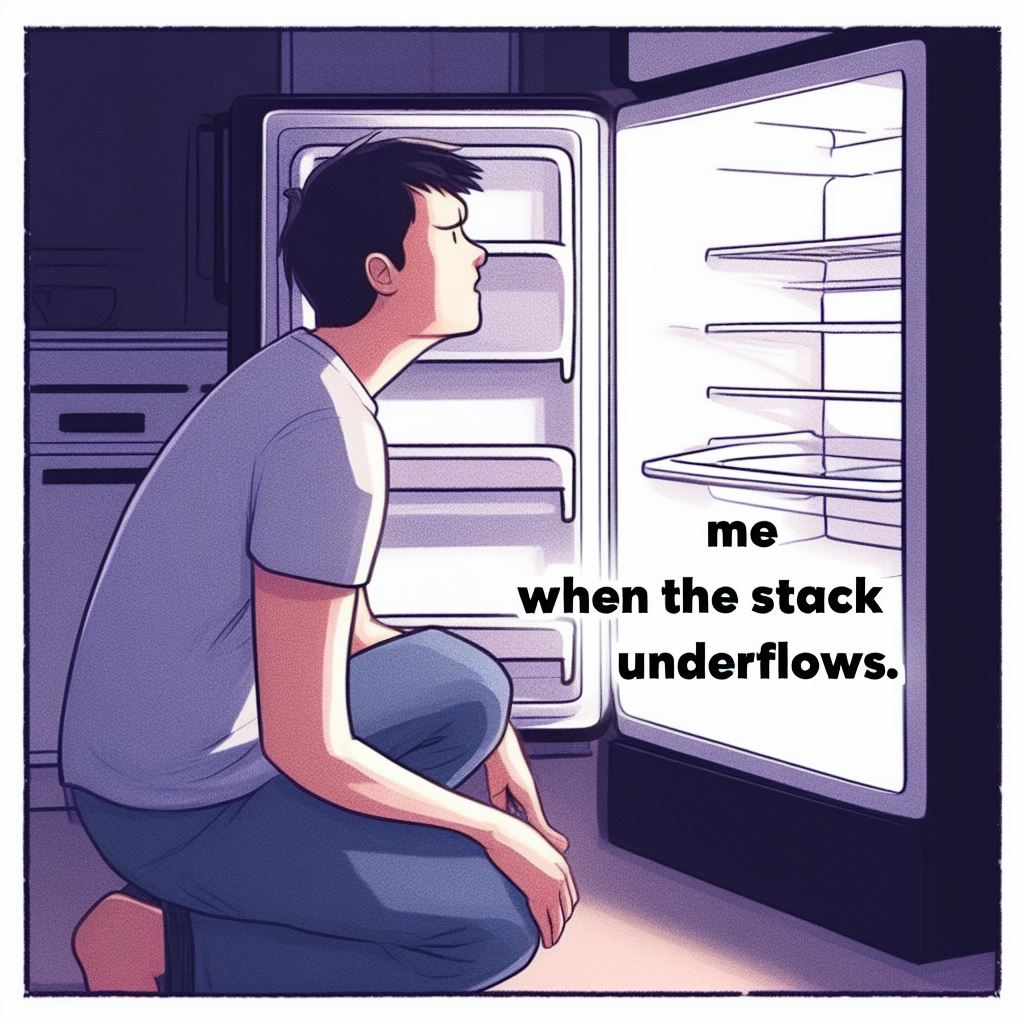 me
when the stack
underflows.